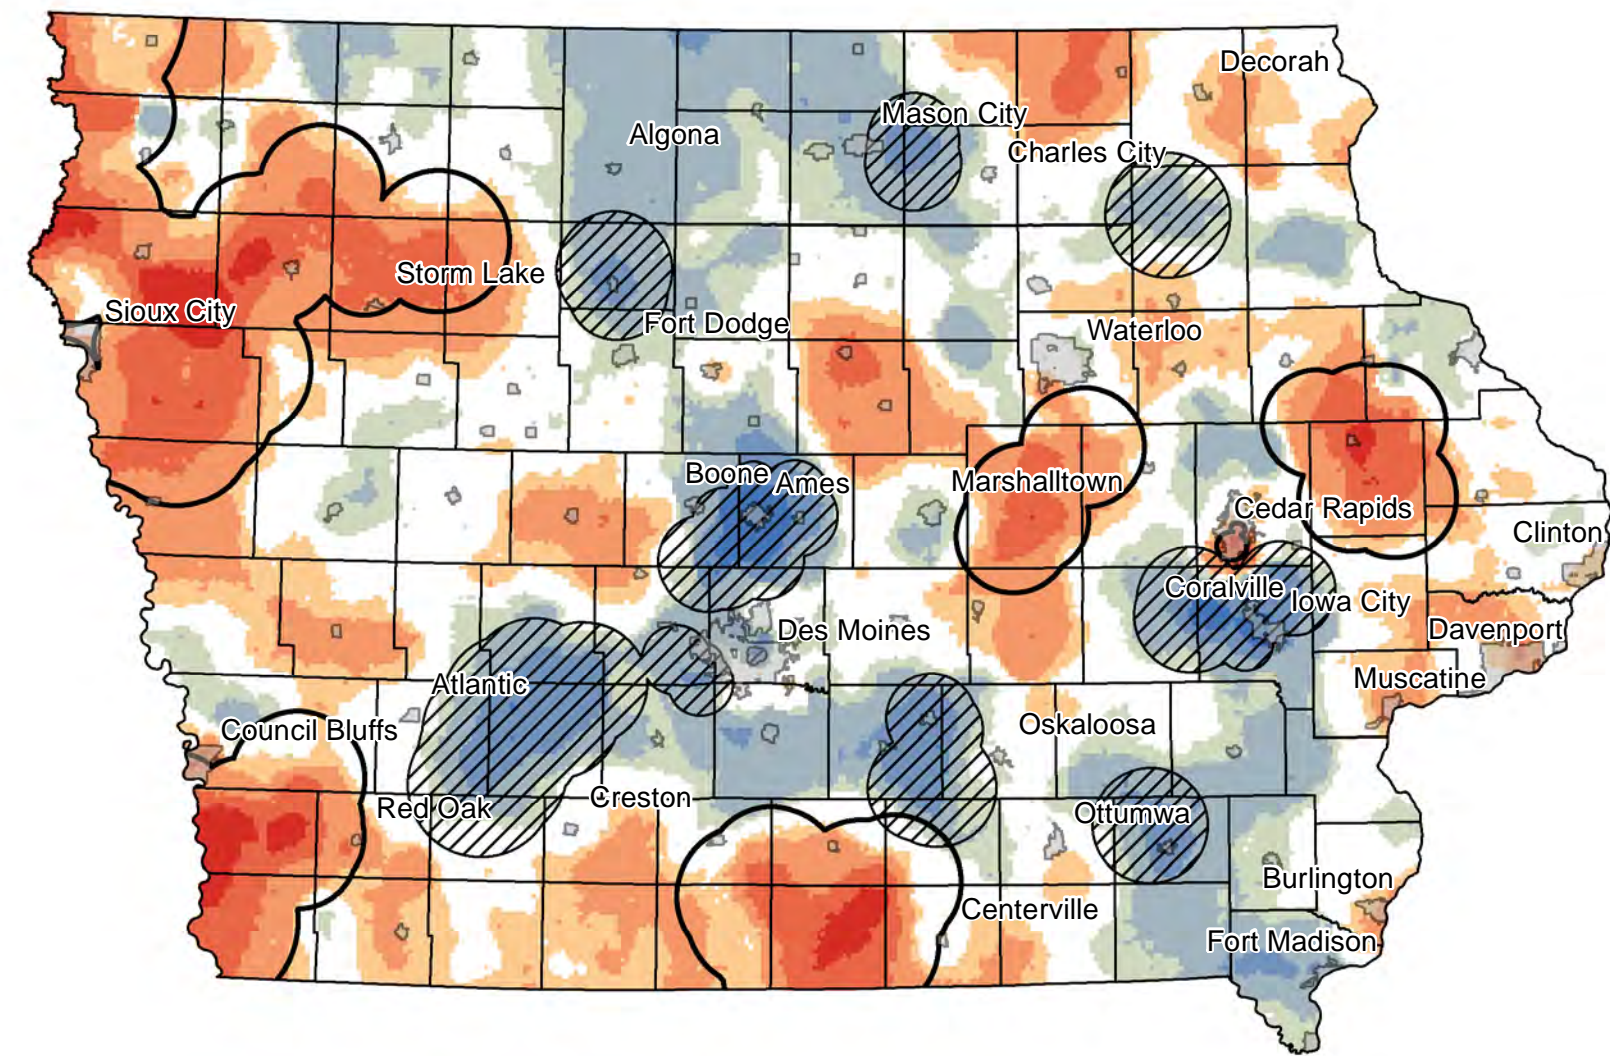 Decorah
Mason City
Algona
Charles City
Storm Lake
Sioux City
Fort Dodge
Waterloo
Boone
Ames
Marshalltown
Cedar Rapids
Clinton
Coralville
Iowa City
Des Moines
Davenport
Atlantic
Muscatine
Council Bluffs
Oskaloosa
Creston
Red Oak
Ottumwa
Burlington
Centerville
Fort Madison